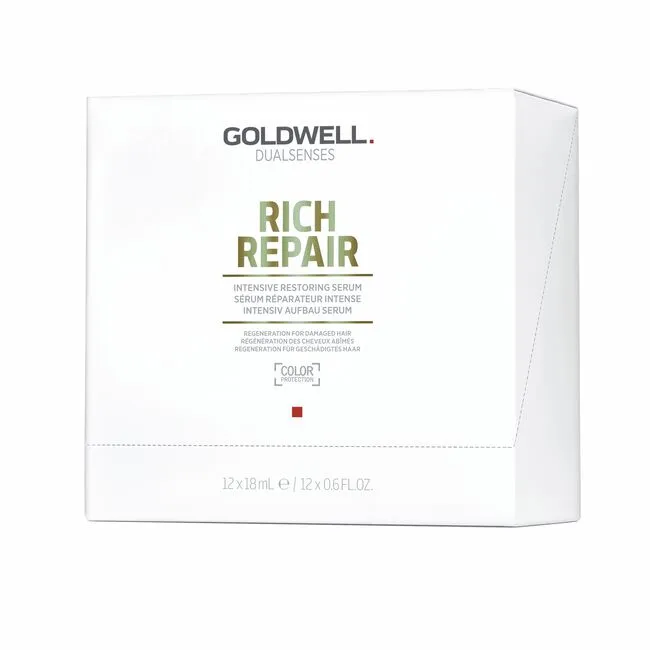 GOLDWELL.
DUALSENSES
RICH
REPAIR
INTENSIVE RESTORING SERUM
SÉRUM RÉPARATEUR INTENSE
INTENSIV AUFBAU SERUM
REGENERATION FOR DAMAGED HAIR
RÉGÉNÉRATION DES CHEVEUX ABÎMÉS
REGENERATION FÜR GESCHÄDIGTES HAAR
COLOR
PROTECTION
12 x 18 mL ℮ / 12 x 0.6 FL.OZ.